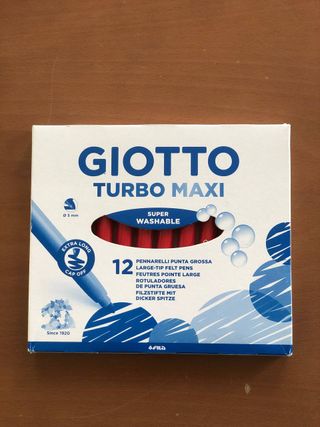 GIOTTO
TURBO MAXI
Ø 5 mm
SUPER
WASHABLE
EXTRA LONG
CAP OFF
12
PENNARELLI PUNTA GROSSA
LARGE-TIP FELT PENS
FEUTRES POINTE LARGE
ROTULADORES
DE PUNTA GRUESA
FILZSTIFTE MIT
DICKER SPITZE
Since 1920
FILA